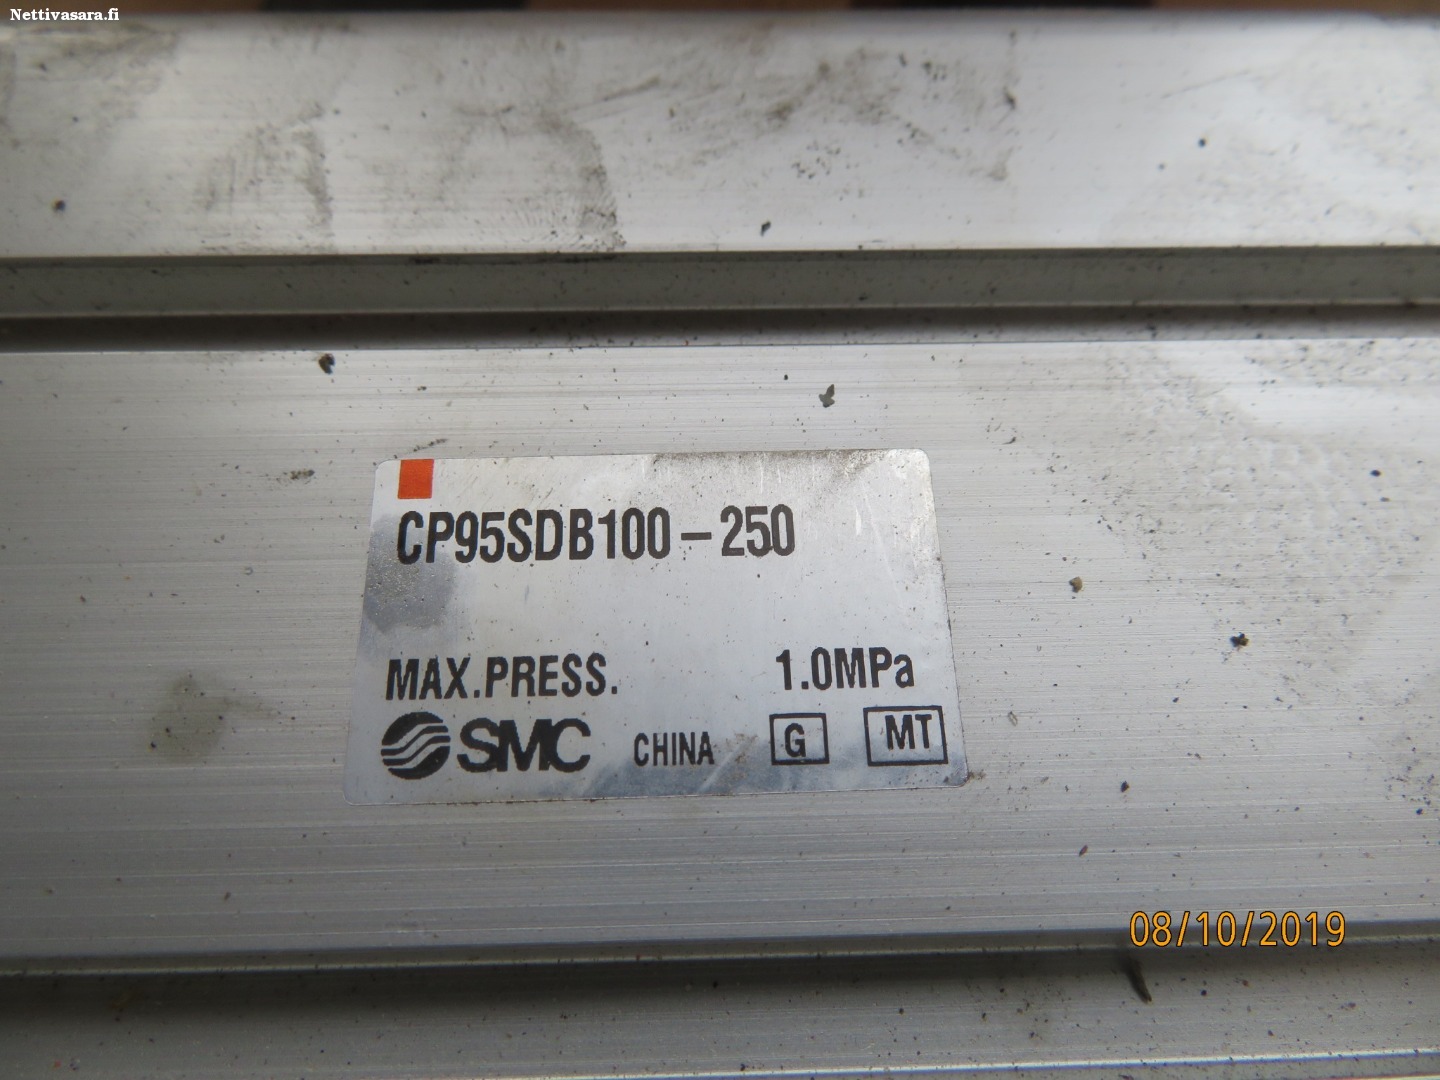 Nettivasara.fi
CP95SDB100-250
MAX.PRESS. 1.0MPa
SMC CHINA G MT
08/10/2019